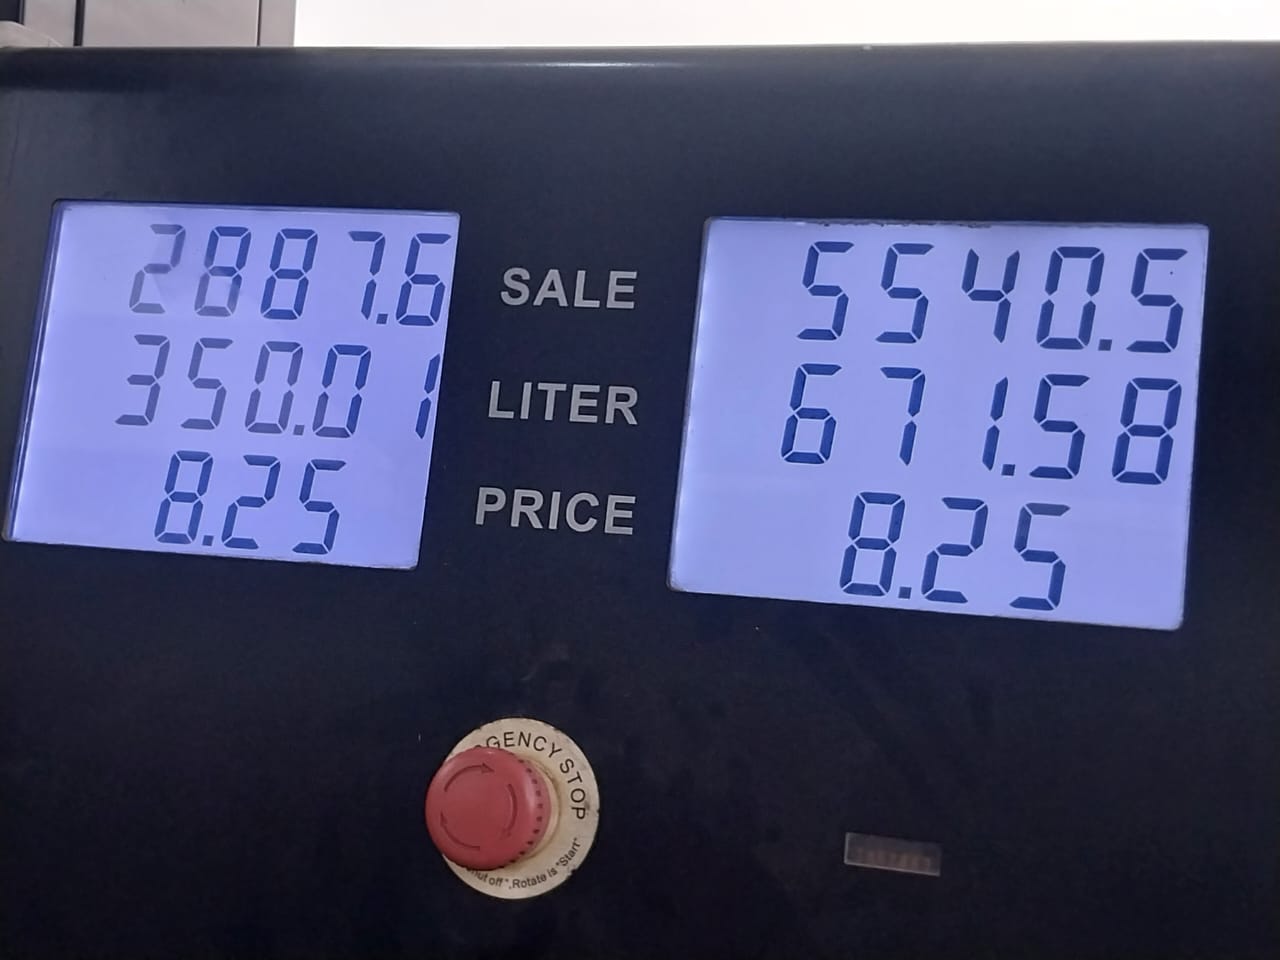 2887.6
350.01
8.25
SALE
LITER
PRICE
5540.5
671.58
8.25
GENCY STOP
"Rotate is "Start"